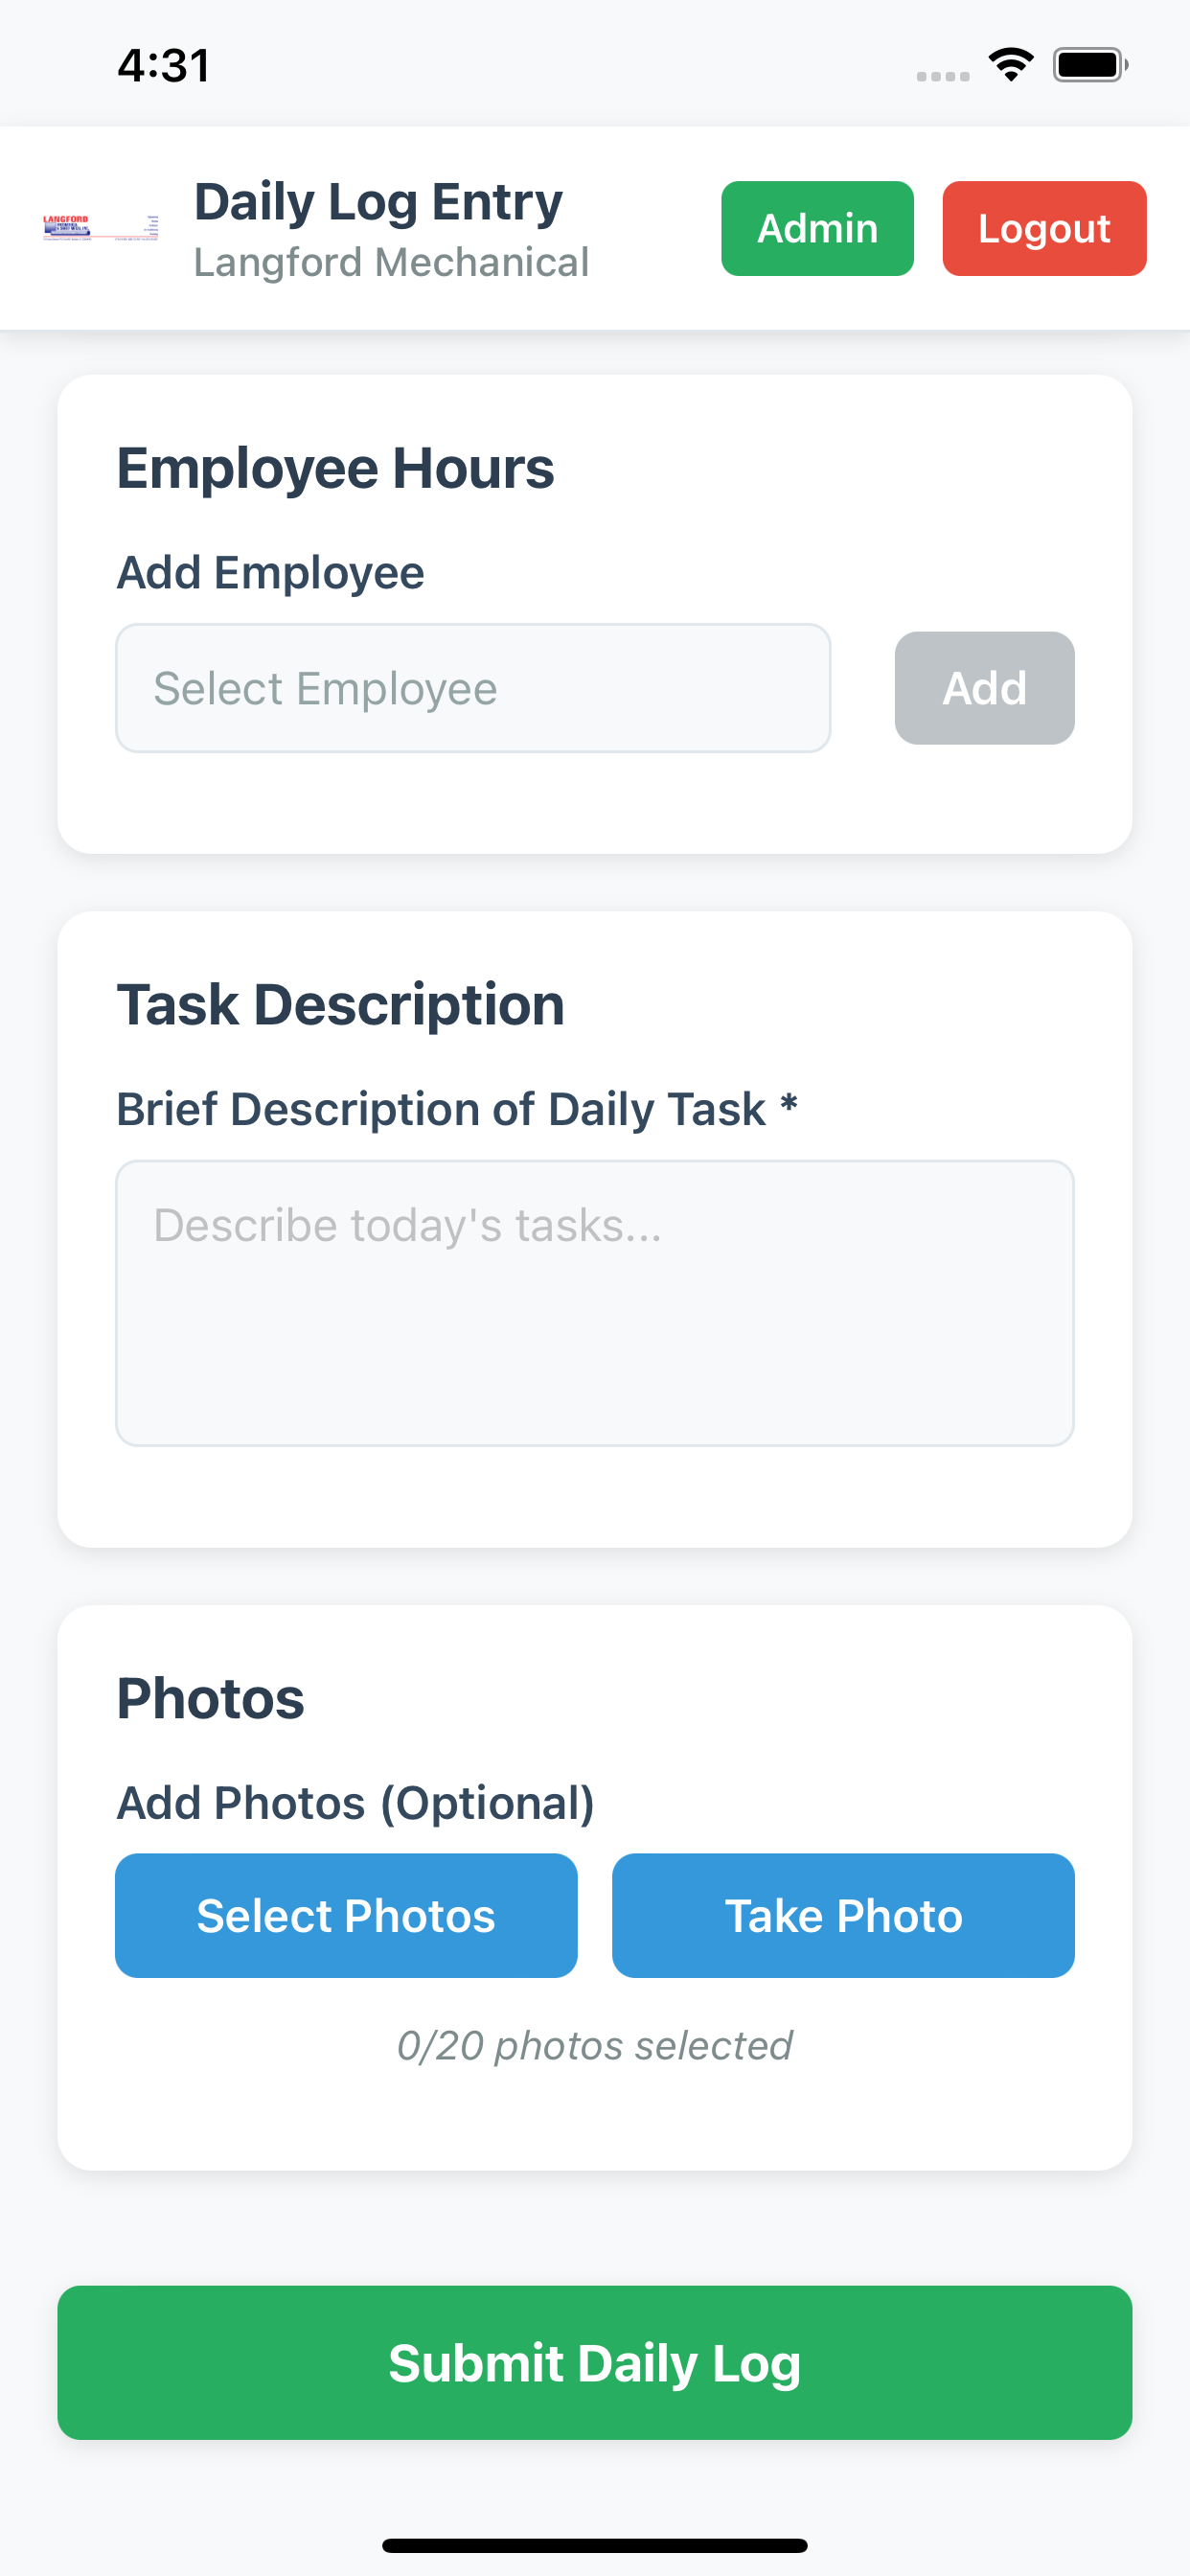 4:31
LANGFORD
Daily Log Entry
Langford Mechanical
Admin
Logout
Employee Hours
Add Employee
Select Employee
Add
Task Description
Brief Description of Daily Task *
Describe today's tasks...
Photos
Add Photos (Optional)
Select Photos
Take Photo
0/20 photos selected
Submit Daily Log